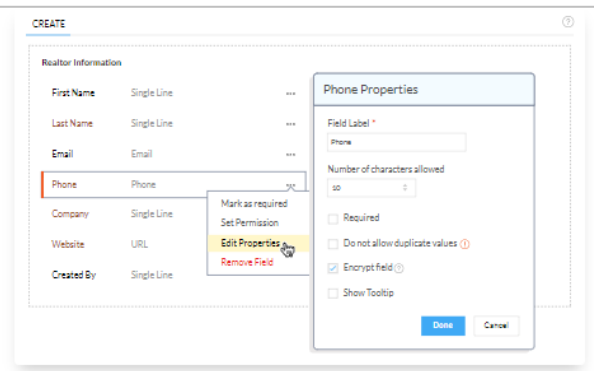 CREATE
Realtor Information
First Name Single Line
Last Name Single Line
Email Email
Phone Phone
Company Single Line
Website URL
Created By Single Line
Mark as required
Set Permission
Edit Properties
Remove Field
Phone Properties
Field Label *
Phone
Number of characters allowed
10
Required
Do not allow duplicate values
Encrypt field
Show Tooltip
Done Cancel